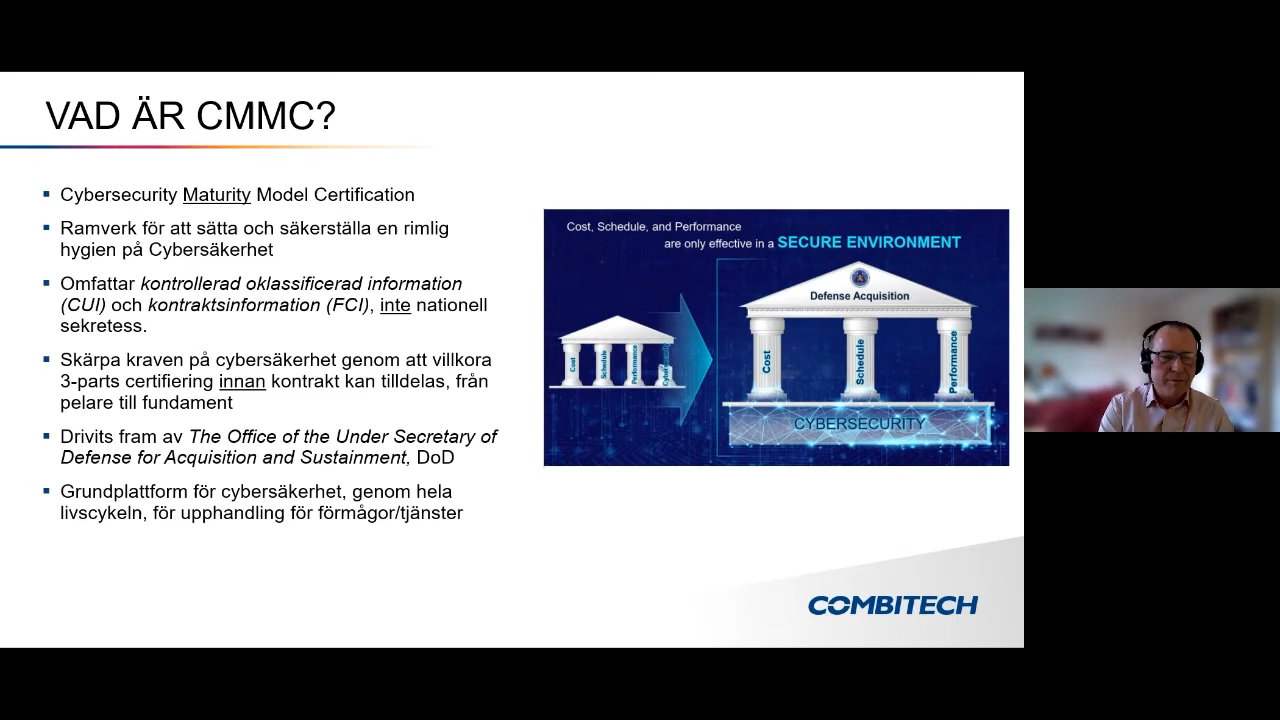 VAD ÄR CMMC?
Cybersecurity Maturity Model Certification
Ramverk för att sätta och säkerställa en rimlig
hygien på Cybersäkerhet
Omfattar kontrollerad oklassificerad information
(CUI) och kontraktsinformation (FCI), inte nationell
sekretess.
Skärpa kraven på cybersäkerhet genom att villkora
3-parts certifiering innan kontrakt kan tilldelas, från
pelare till fundament
Drivits fram av The Office of the Under Secretary of
Defense for Acquisition and Sustainment, DoD
Grundplattform för cybersäkerhet, genom hela
livscykeln, för upphandling för förmågor/tjänster
Cost, Schedule, and Performance
are only effective in a SECURE ENVIRONMENT
Cost
Schedule
Performance
Defense Acquisition
Cost
Schedule
Performance
CYBERSECURITY
COMBITECH